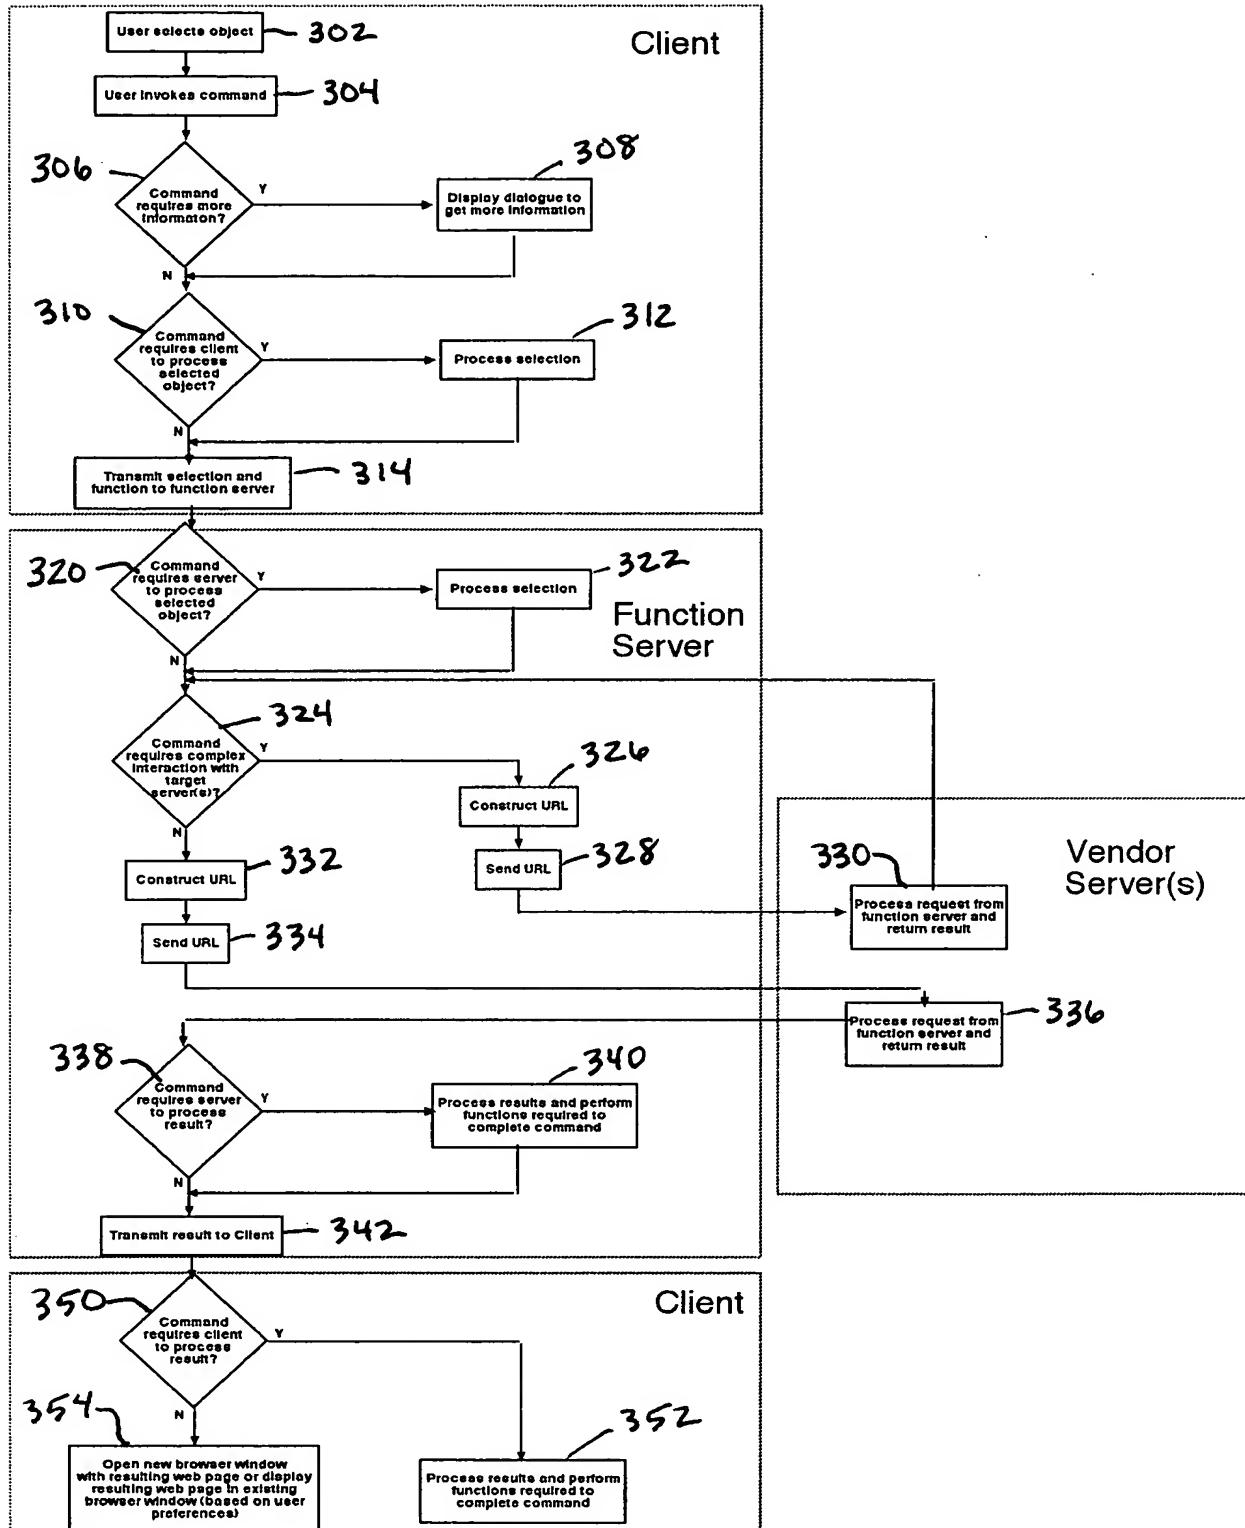 User selects object
302
Client
User invokes command
304
306
Command
requires more
information?
Y
308
Display dialogue to
get more information
N
310
Command
requires client
to process
selected
object?
Y
312
Process selection
N
Transmit selection and
function to function server
314
320
Command
requires server
to process
selected
object?
Y
322
Process selection
Function
Server
N
324
Command
requires complex
interaction with
target
server(s)?
Y
326
Construct URL
N
332
Construct URL
328
Send URL
334
Send URL
Vendor
Server(s)
330
Process request from
function server and
return result
336
Process request from
function server and
return result
338
Command
requires server
to process
result?
Y
340
Process results and perform
functions required to
complete command
N
Transmit result to Client
342
350
Command
requires client
to process
result?
Y
Client
N
354
Open new browser window
with resulting web page or display
resulting web page in existing
browser window (based on user
preferences)
352
Process results and perform
functions required to
complete command